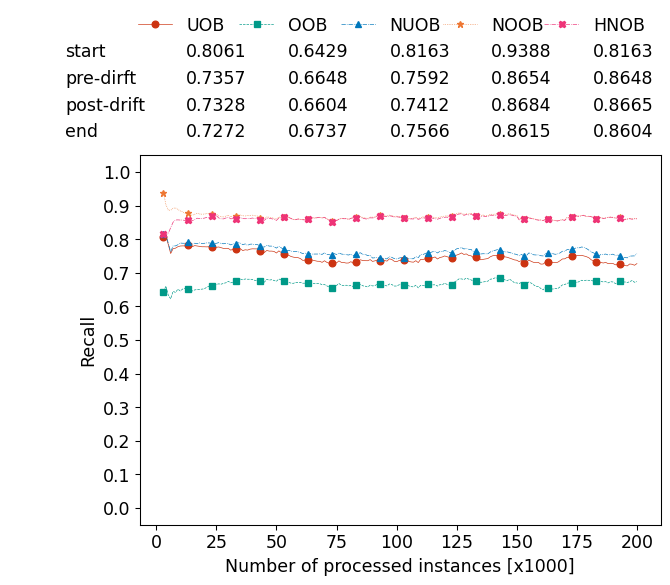 UOB OOB NUOB NOOB HNOB
start 0.8061 0.6429 0.8163 0.9388 0.8163
pre-dirft 0.7357 0.6648 0.7592 0.8654 0.8648
post-drift 0.7328 0.6604 0.7412 0.8684 0.8665
end 0.7272 0.6737 0.7566 0.8615 0.8604
1.0
0.9
0.8
0.7
0.6
0.5
0.4
0.3
0.2
0.1
0.0
Recall
0 25 50 75 100 125 150 175 200
Number of processed instances [x1000]